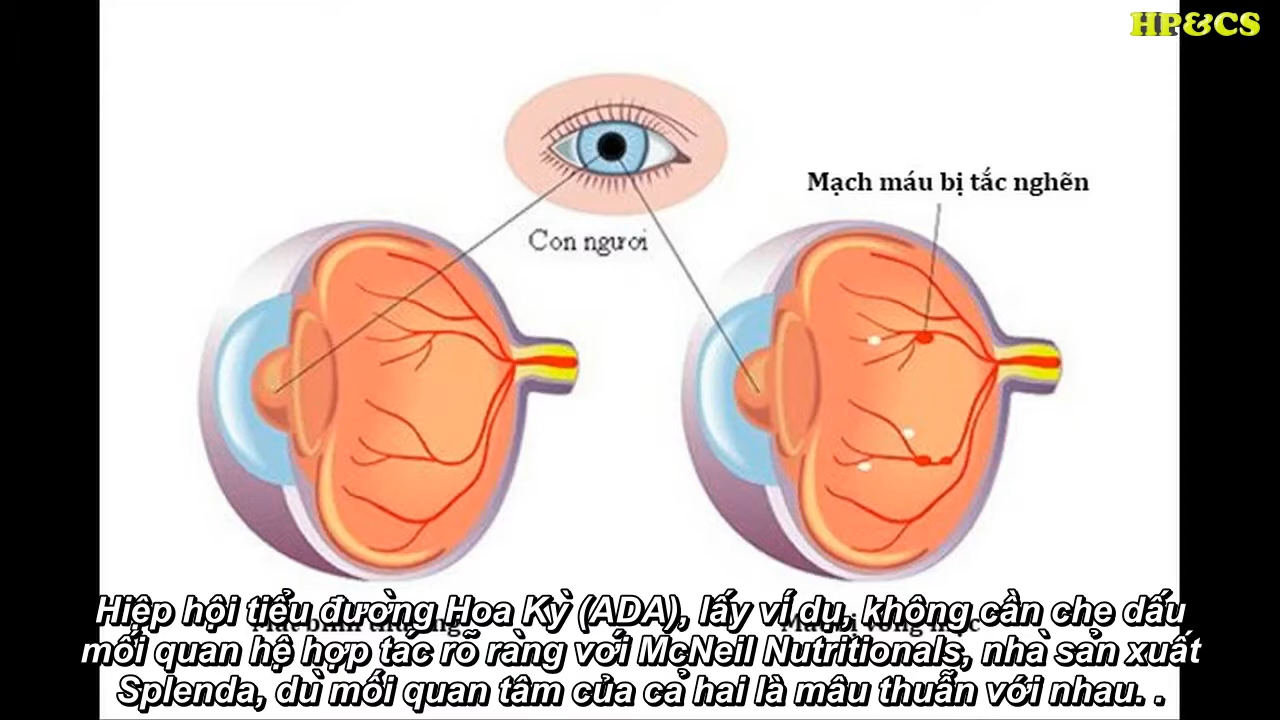 HP&CS
Mạch máu bị tắc nghẽn
Con ngươi
Hiệp hội tiểu đường Hoa Kỳ (ADA), lấy ví dụ, không cần che dấu
mối quan hệ hợp tác rõ ràng với McNeil Nutritionals, nhà sản xuất
Splenda, dù mối quan tâm của cả hai là mâu thuẫn với nhau. .